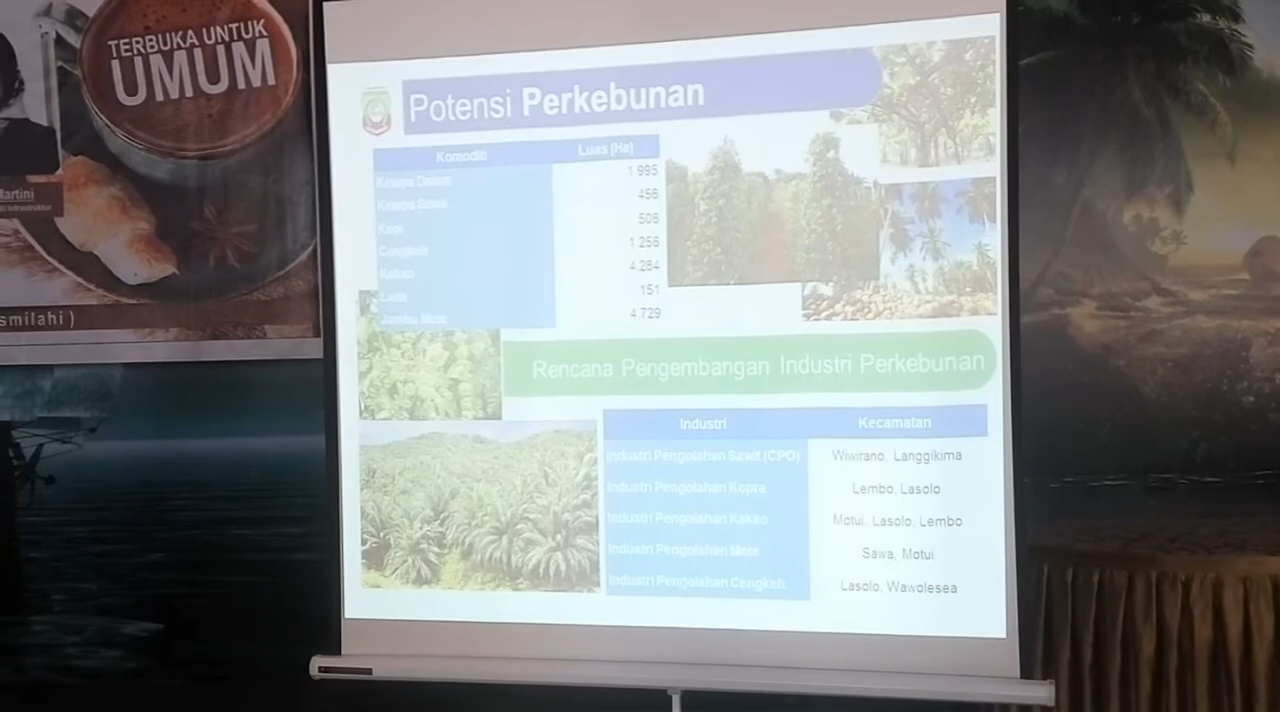 TERBUKA UNTUK
UMUM
Martini
Infrastruktur
smilahi)
Potensi Perkebunan
Komoditi Luas (Ha)
Kelapa Dalam 1.995
Kelapa Sawit 456
Kopi 506
Cengkeh 1.256
Kakao 4.284
Lada 151
Jambu Mete 4.729
Rencana Pengembangan Industri Perkebunan
Industri Kecamatan
Industri Pengolahan Sawit (CPO) Wiwirano, Langgikima
Industri Pengolahan Kopra Lembo, Lasolo
Industri Pengolahan Kakao Motui, Lasolo, Lembo
Industri Pengolahan Mete Sawa, Motui
Industri Pengolahan Cengkeh Lasolo, Wawolesea